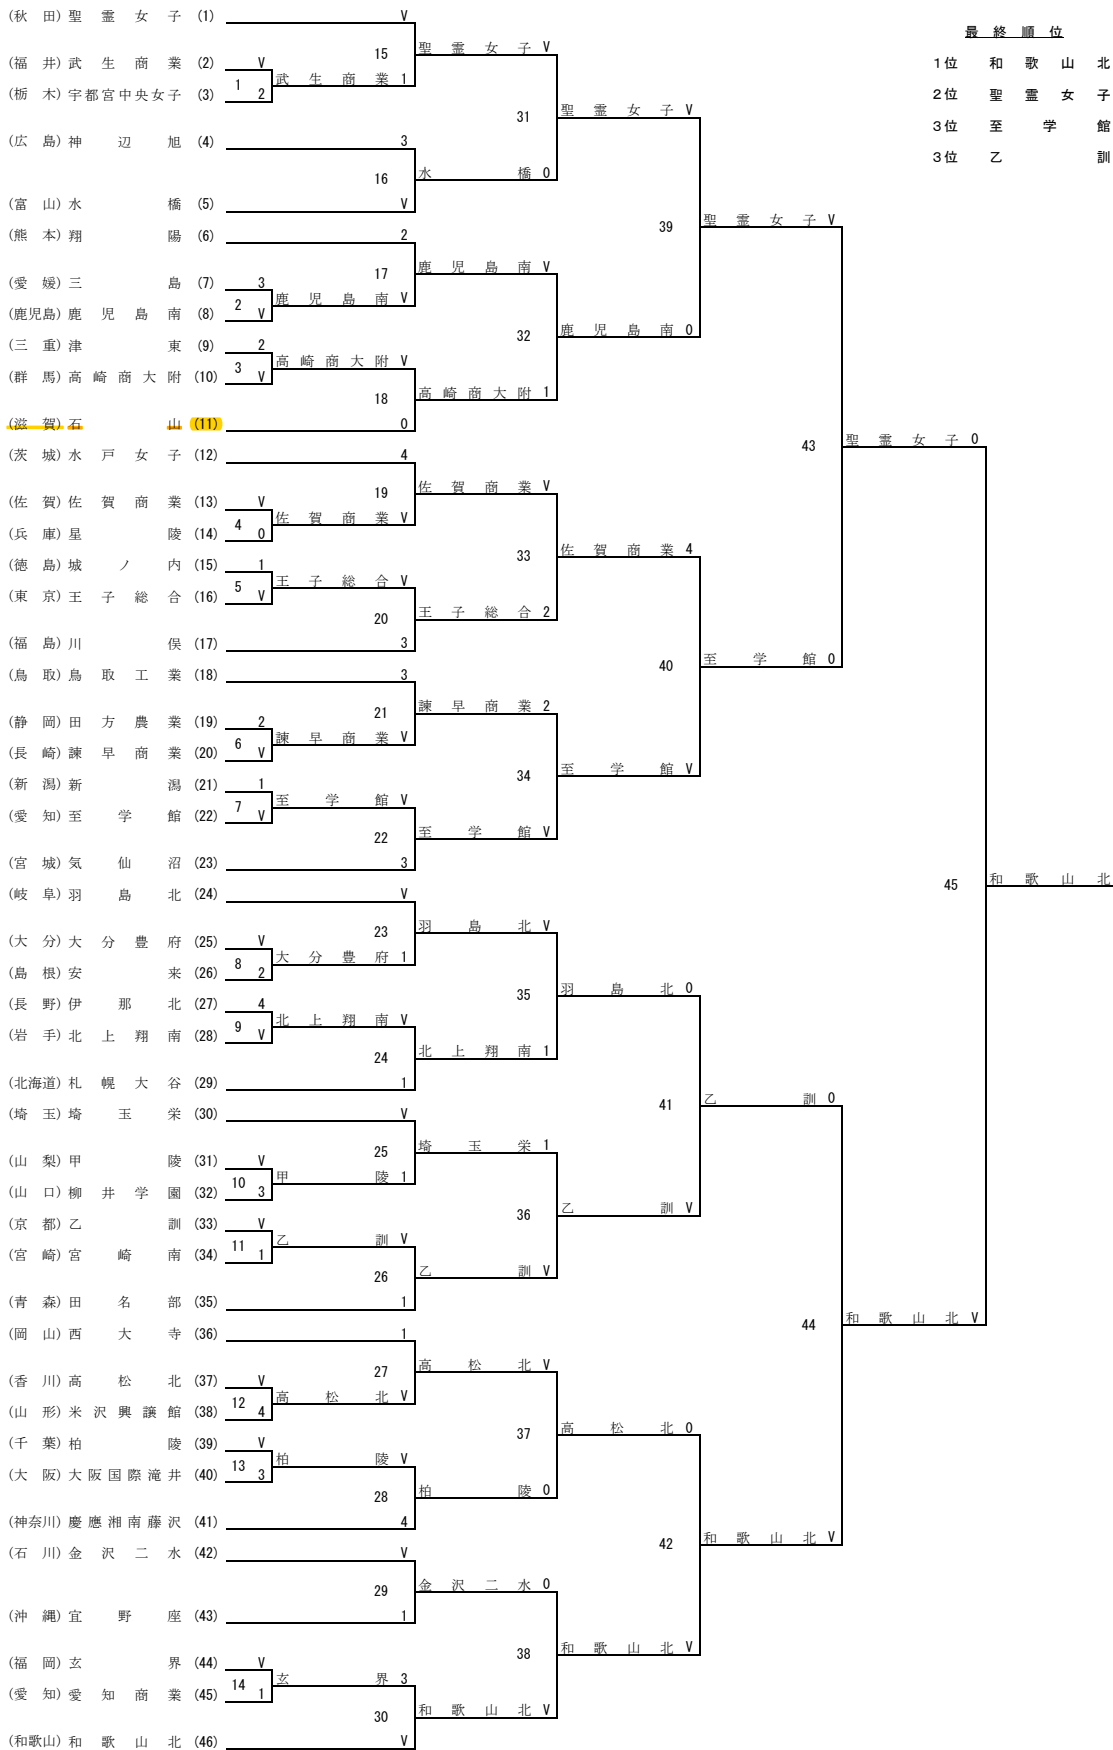 最終順位
1位 和歌山北
2位 聖霊女子
3位 至学館
3位 乙訓
(秋田) 聖霊女子 (1) V
15 聖霊女子 V
(福井) 武生商業 (2) V
1 武生商業 1
(栃木) 宇都宮中央女子 (3) 2
31 聖霊女子 V
(広島) 神辺旭 (4) 3
16 水橋 0
(富山) 水橋 (5) V
39 聖霊女子 V
(熊本) 翔陽 (6) 2
17 鹿児島南 V
(愛媛) 三島 (7) 3
2 鹿児島南 V
(鹿児島) 鹿児島南 (8) V
32 鹿児島南 0
(三重) 津東 (9) 2
3 高崎商大附 V
(群馬) 高崎商大附 (10) V
18 高崎商大附 1
(滋賀) 石山 (11) 0
43 聖霊女子 0
(茨城) 水戸女子 (12) 4
19 佐賀商業 V
(佐賀) 佐賀商業 (13) V
4 佐賀商業 V
(兵庫) 星陵 (14) 0
33 佐賀商業 4
(徳島) 城ノ内 (15) 1
5 王子総合 V
(東京) 王子総合 (16) V
20 王子総合 2
(福島) 川俣 (17) 3
40 至学館 0
(鳥取) 鳥取工業 (18) 3
21 諫早商業 2
(静岡) 田方農業 (19) 2
6 諫早商業 V
(長崎) 諫早商業 (20) V
34 至学館 V
(新潟) 新潟 (21) 1
7 至学館 V
(愛知) 至学館 (22) V
22 至学館 V
(宮城) 気仙沼 (23) 3
45 和歌山北
(岐阜) 羽島北 (24) V
23 羽島北 V
(大分) 大分豊府 (25) V
8 大分豊府 1
(島根) 安来 (26) 2
35 羽島北 0
(長野) 伊那北 (27) 4
9 北上翔南 V
(岩手) 北上翔南 (28) V
24 北上翔南 1
(北海道) 札幌大谷 (29) 1
41 乙訓 0
(埼玉) 埼玉栄 (30) V
25 埼玉栄 1
(山梨) 甲陵 (31) V
10 甲陵 1
(山口) 柳井学園 (32) 3
36 乙訓 V
(京都) 乙訓 (33) V
11 乙訓 V
(宮崎) 宮崎南 (34) 1
26 乙訓 V
(青森) 田名部 (35) 1
44 和歌山北 V
(岡山) 西大寺 (36) 1
27 高松北 V
(香川) 高松北 (37) V
12 高松北 V
(山形) 米沢興譲館 (38) 4
37 高松北 0
(千葉) 柏陵 (39) V
13 柏陵 V
(大阪) 大阪国際滝井 (40) 3
28 柏陵 0
(神奈川) 慶應湘南藤沢 (41) 4
42 和歌山北 V
(石川) 金沢二水 (42) V
29 金沢二水 0
(沖縄) 宜野座 (43) 1
38 和歌山北 V
(福岡) 玄界 (44) V
14 玄界 3
(愛知) 愛知商業 (45) 1
30 和歌山北 V
(和歌山) 和歌山北 (46) V